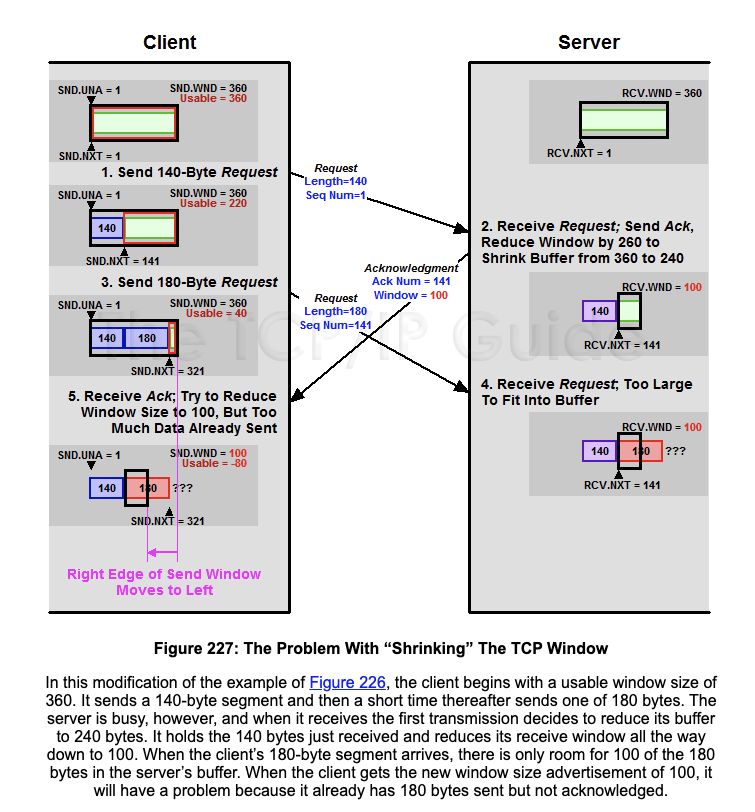 Client
Server
SND.UNA = 1
SND.WND = 360
Usable = 360
SND.NXT = 1
RCV.WND = 360
RCV.NXT = 1
1. Send 140-Byte Request
Request
Length=140
Seq Num=1
SND.UNA = 1
SND.WND = 360
Usable = 220
140
SND.NXT = 141
2. Receive Request; Send Ack,
Reduce Window by 260 to
Shrink Buffer from 360 to 240
Acknowledgment
Ack Num = 141
Window = 100
3. Send 180-Byte Request
Request
Length=180
Seq Num=141
SND.UNA = 1
SND.WND = 360
Usable = 40
140
180
SND.NXT = 321
RCV.WND = 100
140
RCV.NXT = 141
The TCP/IP Guide
4. Receive Request; Too Large
To Fit Into Buffer
5. Receive Ack; Try to Reduce
Window Size to 100, But Too
Much Data Already Sent
RCV.WND = 100
140
180
???
RCV.NXT = 141
SND.UNA = 1
SND.WND = 100
Usable = -80
140
180
???
SND.NXT = 321
Right Edge of Send Window
Moves to Left
Figure 227: The Problem With “Shrinking” The TCP Window
In this modification of the example of Figure 226, the client begins with a usable window size of
360. It sends a 140-byte segment and then a short time thereafter sends one of 180 bytes. The
server is busy, however, and when it receives the first transmission decides to reduce its buffer
to 240 bytes. It holds the 140 bytes just received and reduces its receive window all the way
down to 100. When the client’s 180-byte segment arrives, there is only room for 100 of the 180
bytes in the server’s buffer. When the client gets the new window size advertisement of 100, it
will have a problem because it already has 180 bytes sent but not acknowledged.